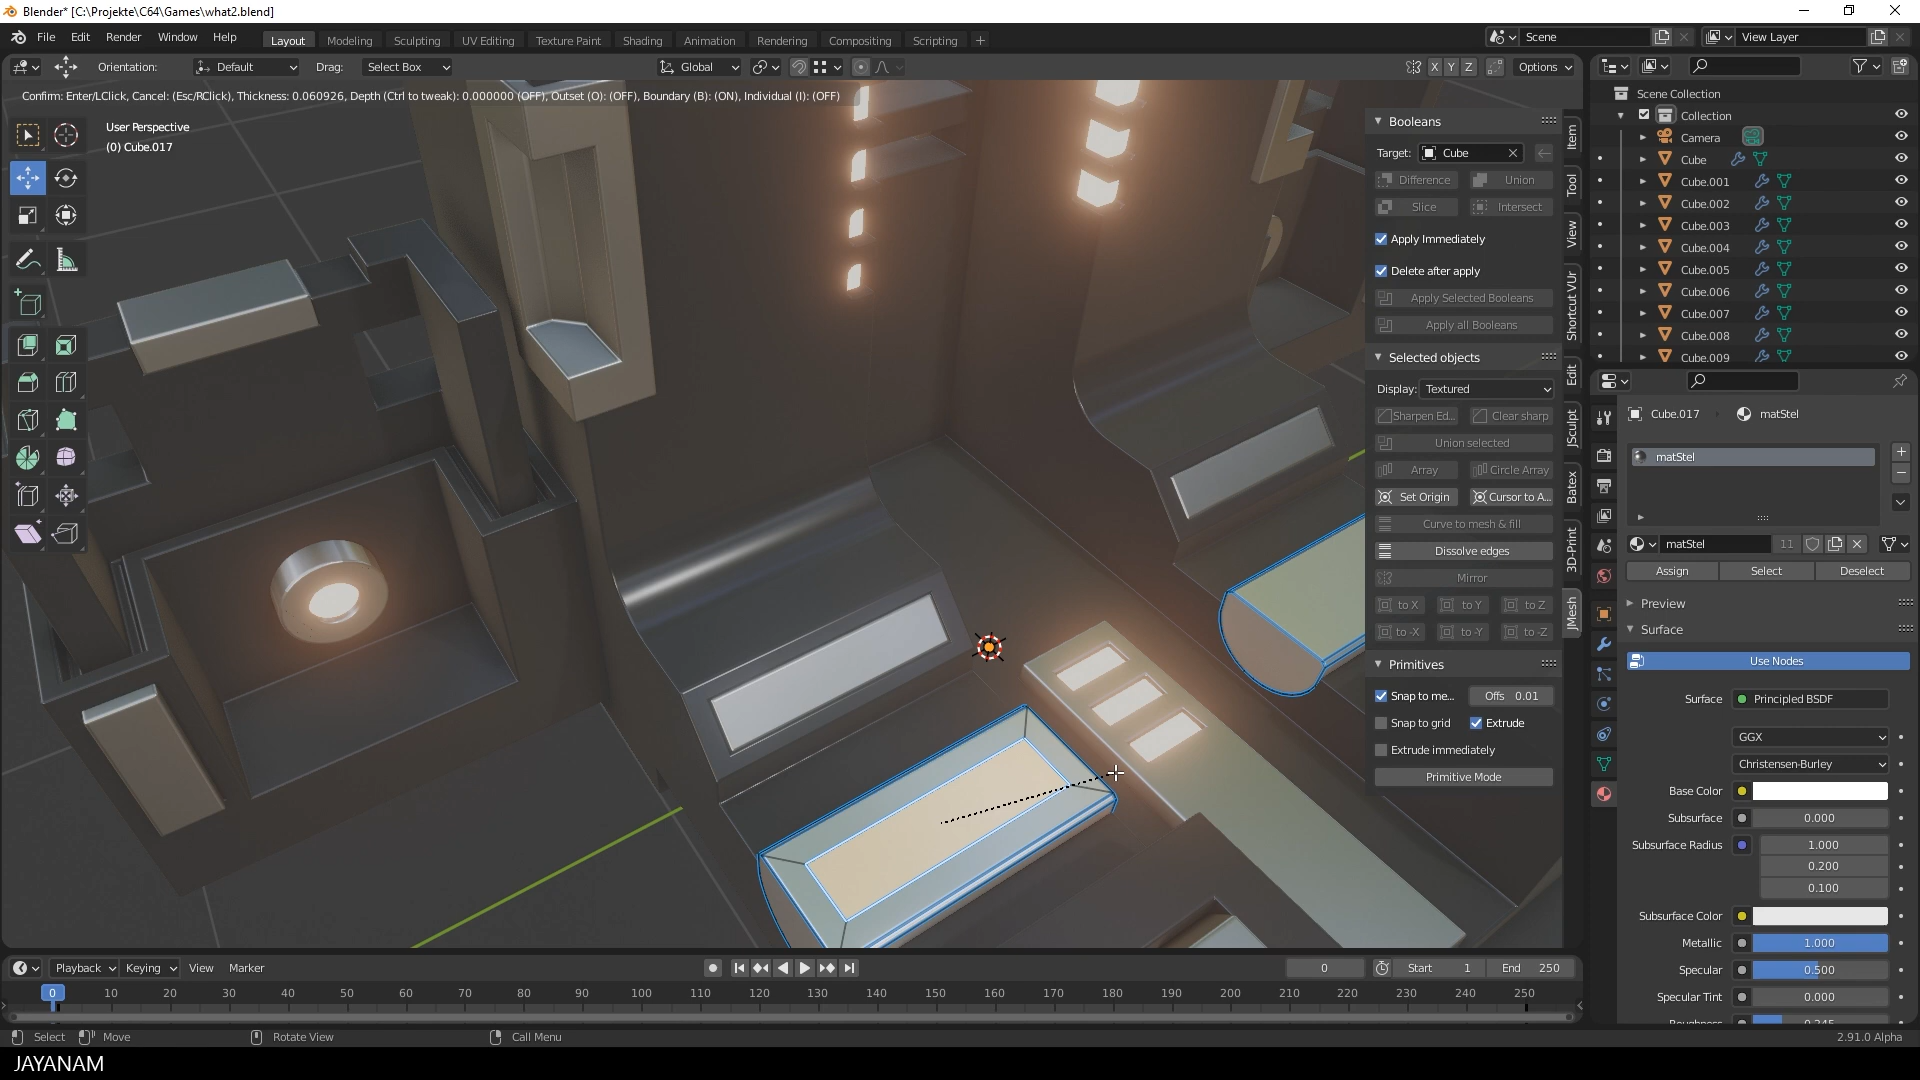 Blender* [C:\Projekte\C64\Games\what2.blend]
File Edit Render Window Help Layout Modeling Sculpting UV Editing Texture Paint Shading Animation Rendering Compositing Scripting + Scene View Layer
Orientation: Default Drag: Select Box Global X Y Z Options
Confirm: Enter/LClick, Cancel: (Esc/RClick), Thickness: 0.060926, Depth (Ctrl to tweak): 0.000000 (OFF), Outset (O): (OFF), Boundary (B): (ON), Individual (I): (OFF)
User Perspective
(0) Cube.017
Booleans
Target: Cube
Difference Union
Slice Intersect
Apply Immediately
Delete after apply
Apply Selected Booleans
Apply all Booleans
Selected objects
Display: Textured
Sharpen Ed... Clear sharp
Union selected
Array Circle Array
Set Origin Cursor to A...
Curve to mesh & fill
Dissolve edges
Mirror
to X to Y to Z
to -X to -Y to -Z
Primitives
Snap to me... Offs 0.01
Snap to grid Extrude
Extrude immediately
Primitive Mode
Item
Tool
View
Shortcut VUr
Edit
JSculpt
Batex
3D-Print
JMesh
Scene Collection
Collection
Camera
Cube
Cube.001
Cube.002
Cube.003
Cube.004
Cube.005
Cube.006
Cube.007
Cube.008
Cube.009
Cube.017 matStel
matStel
matStel 11
Assign Select Deselect
Preview
Surface
Use Nodes
Surface Principled BSDF
GGX
Christensen-Burley
Base Color
Subsurface 0.000
Subsurface Radius 1.000
0.200
0.100
Subsurface Color
Metallic 1.000
Specular 0.500
Specular Tint 0.000
Roughness 0.245
Playback Keying View Marker 0 Start 1 End 250
0 10 20 30 40 50 60 70 80 90 100 110 120 130 140 150 160 170 180 190 200 210 220 230 240 250
Select Move Rotate View Call Menu 2.91.0 Alpha
JAYANAM